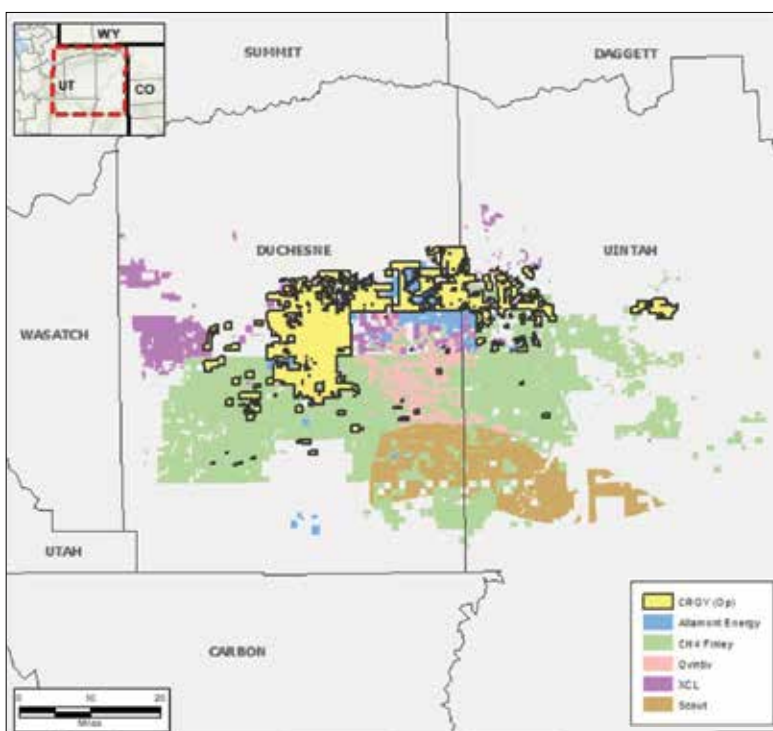 WY
UT
CO
SUMMIT
DAGGETT
DUCHESNE
UINTAH
WASATCH
UTAH
CARBON
CRGY (Op)
Altamont Energy
CH4 Finley
Ovintiv
XCL
Scout
0 10 20
Miles